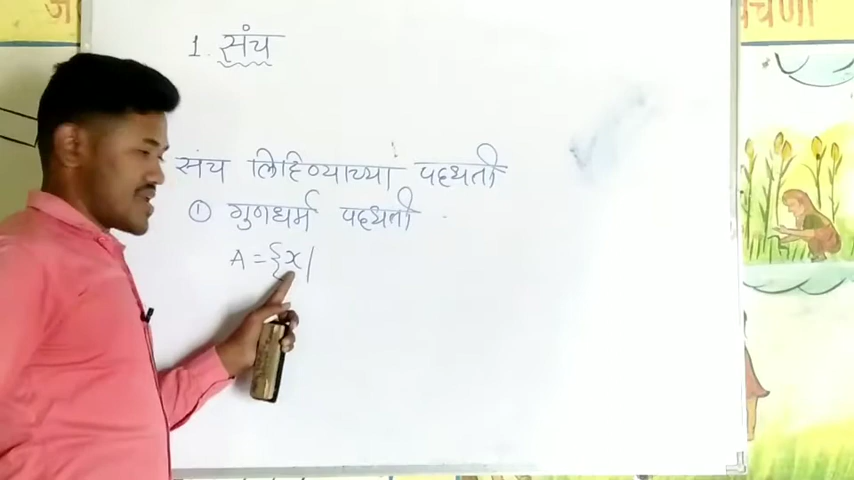 1. संच
संच लिहिण्याच्या पद्धती
① गुणधर्म पद्धती
A = {x |